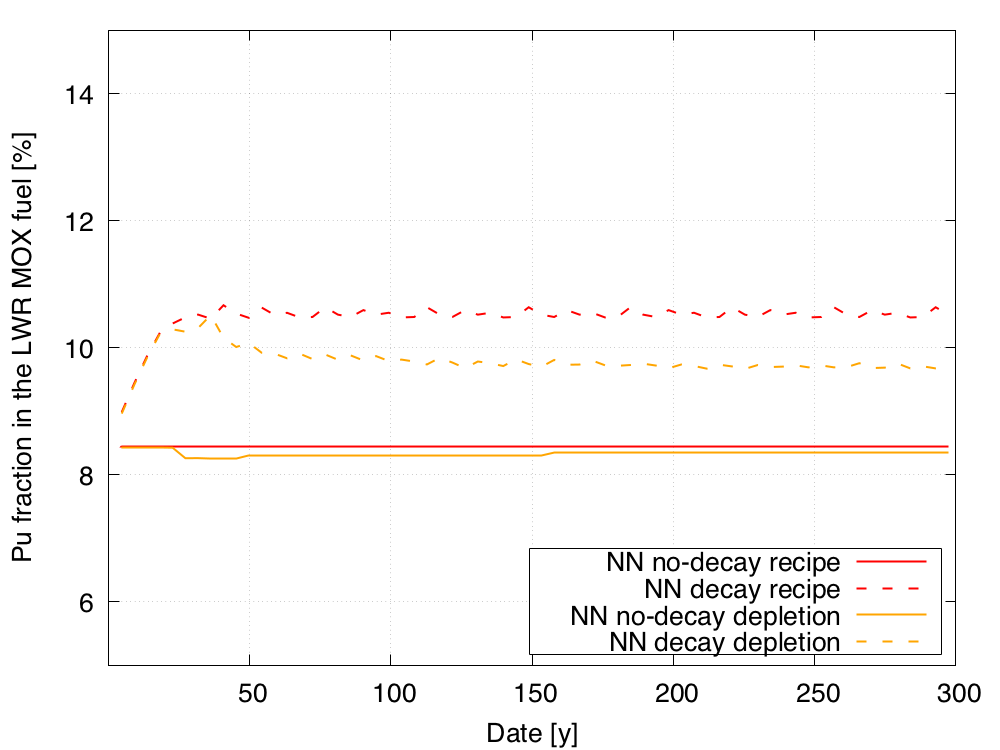 Pu fraction in the LWR MOX fuel [%]
14
12
10
8
6
NN no-decay recipe
NN decay recipe
NN no-decay depletion
NN decay depletion
50 100 150 200 250 300
Date [y]